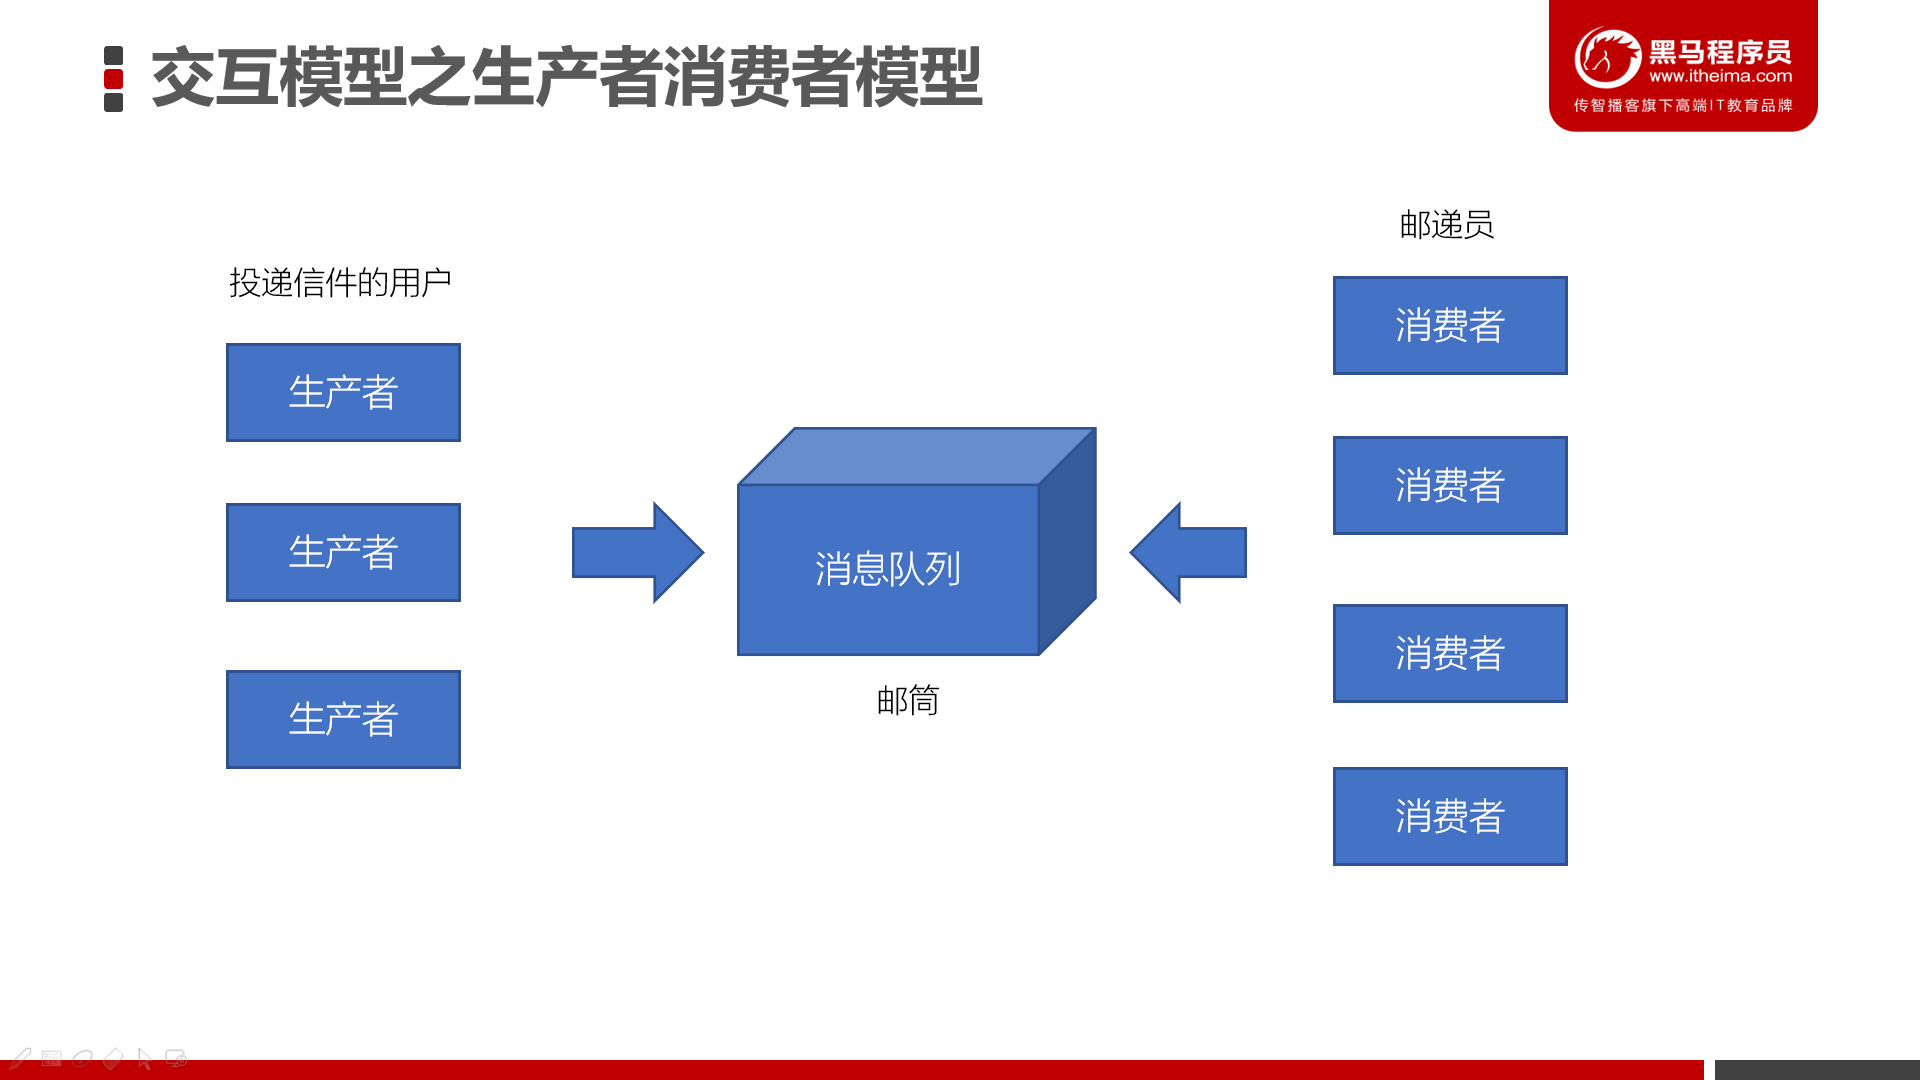 交互模型之生产者消费者模型
黑马程序员
www.itheima.com
传智播客旗下高端IT教育品牌
投递信件的用户
生产者
生产者
生产者
消息队列
邮筒
邮递员
消费者
消费者
消费者
消费者